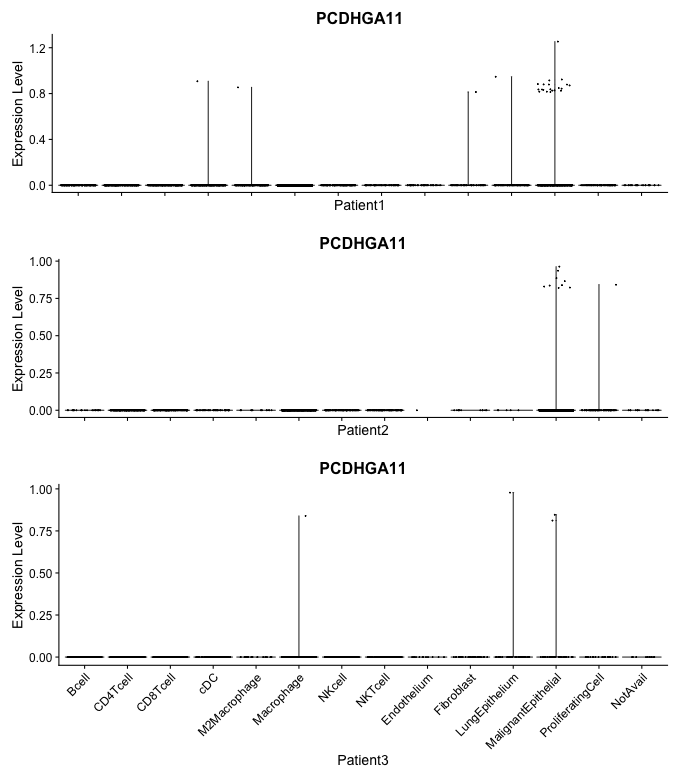 PCDHGA11
1.2
0.8
0.4
0.0
Expression Level
Patient1
PCDHGA11
1.00
0.75
0.50
0.25
0.00
Expression Level
Patient2
PCDHGA11
1.00
0.75
0.50
0.25
0.00
Expression Level
Bcell
CD4Tcell
CD8Tcell
cDC
M2Macrophage
Macrophage
NKcell
NKTcell
Endothelium
Fibroblast
LungEpithelium
MalignantEpithelial
ProliferatingCell
NotAvail
Patient3